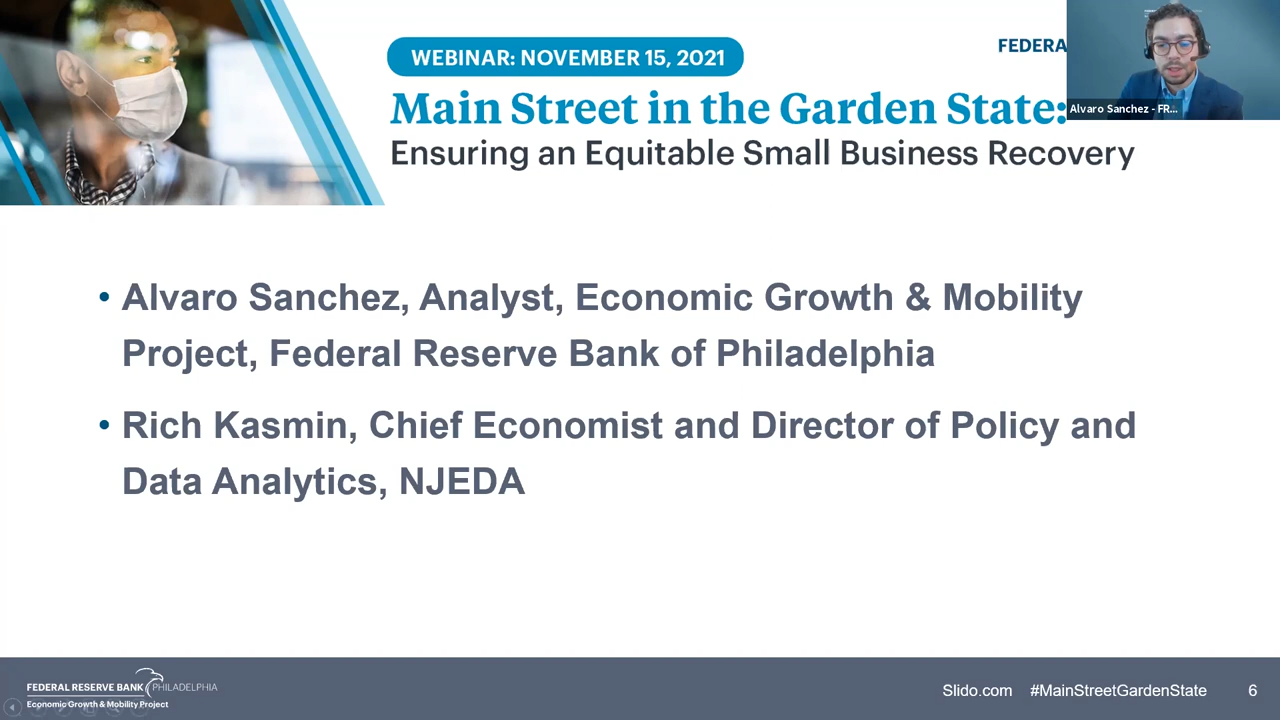 WEBINAR: NOVEMBER 15, 2021
FEDERA
Main Street in the Garden State:
Alvaro Sanchez - FR...
Ensuring an Equitable Small Business Recovery
• Alvaro Sanchez, Analyst, Economic Growth & Mobility
Project, Federal Reserve Bank of Philadelphia
• Rich Kasmin, Chief Economist and Director of Policy and
Data Analytics, NJEDA
FEDERAL RESERVE BANK PHILADELPHIA
Economic Growth & Mobility Project
Slido.com #MainStreetGardenState 6